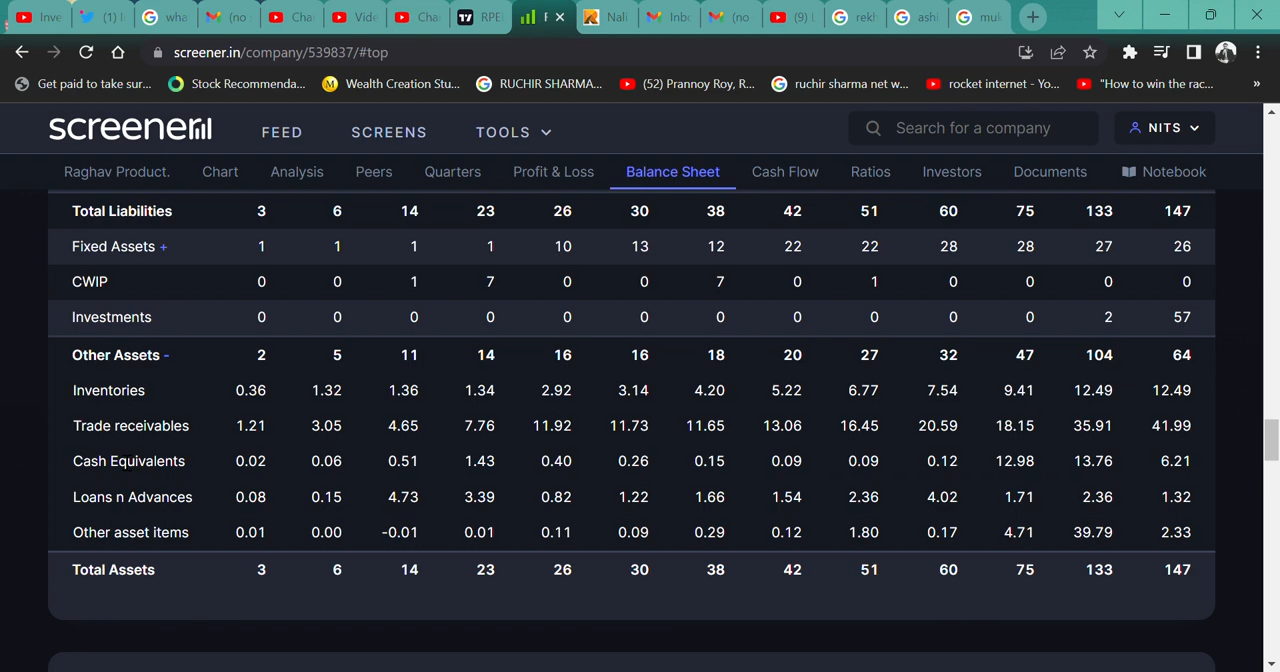 Inve (1) I wha (no Cha Vide Cha RPE F Nali Inbo (no (9) L rekh ashi muk
screener.in/company/539837/#top
Get paid to take sur... Stock Recommenda... Wealth Creation Stu... RUCHIR SHARMA... (52) Prannoy Roy, R... ruchir sharma net w... rocket internet - Yo... "How to win the rac... »
screener FEED SCREENS TOOLS Search for a company NITS
Raghav Product. Chart Analysis Peers Quarters Profit & Loss Balance Sheet Cash Flow Ratios Investors Documents Notebook
Total Liabilities 3 6 14 23 26 30 38 42 51 60 75 133 147
Fixed Assets + 1 1 1 1 10 13 12 22 22 28 28 27 26
CWIP 0 0 1 7 0 0 7 0 1 0 0 0 0
Investments 0 0 0 0 0 0 0 0 0 0 0 2 57
Other Assets - 2 5 11 14 16 16 18 20 27 32 47 104 64
Inventories 0.36 1.32 1.36 1.34 2.92 3.14 4.20 5.22 6.77 7.54 9.41 12.49 12.49
Trade receivables 1.21 3.05 4.65 7.76 11.92 11.73 11.65 13.06 16.45 20.59 18.15 35.91 41.99
Cash Equivalents 0.02 0.06 0.51 1.43 0.40 0.26 0.15 0.09 0.09 0.12 12.98 13.76 6.21
Loans n Advances 0.08 0.15 4.73 3.39 0.82 1.22 1.66 1.54 2.36 4.02 1.71 2.36 1.32
Other asset items 0.01 0.00 -0.01 0.01 0.11 0.09 0.29 0.12 1.80 0.17 4.71 39.79 2.33
Total Assets 3 6 14 23 26 30 38 42 51 60 75 133 147